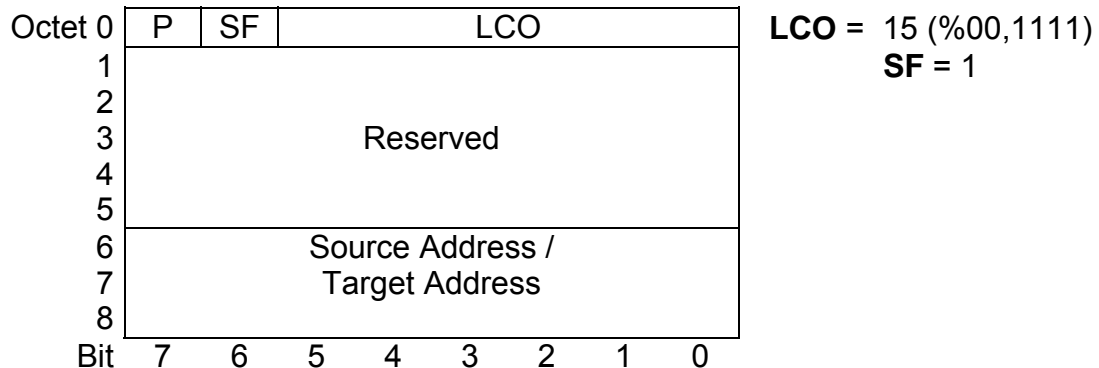 Octet 0 P SF LCO LCO = 15 (%00,1111)
1 SF = 1
2
3 Reserved
4
5
6 Source Address /
7 Target Address
8
Bit 7 6 5 4 3 2 1 0